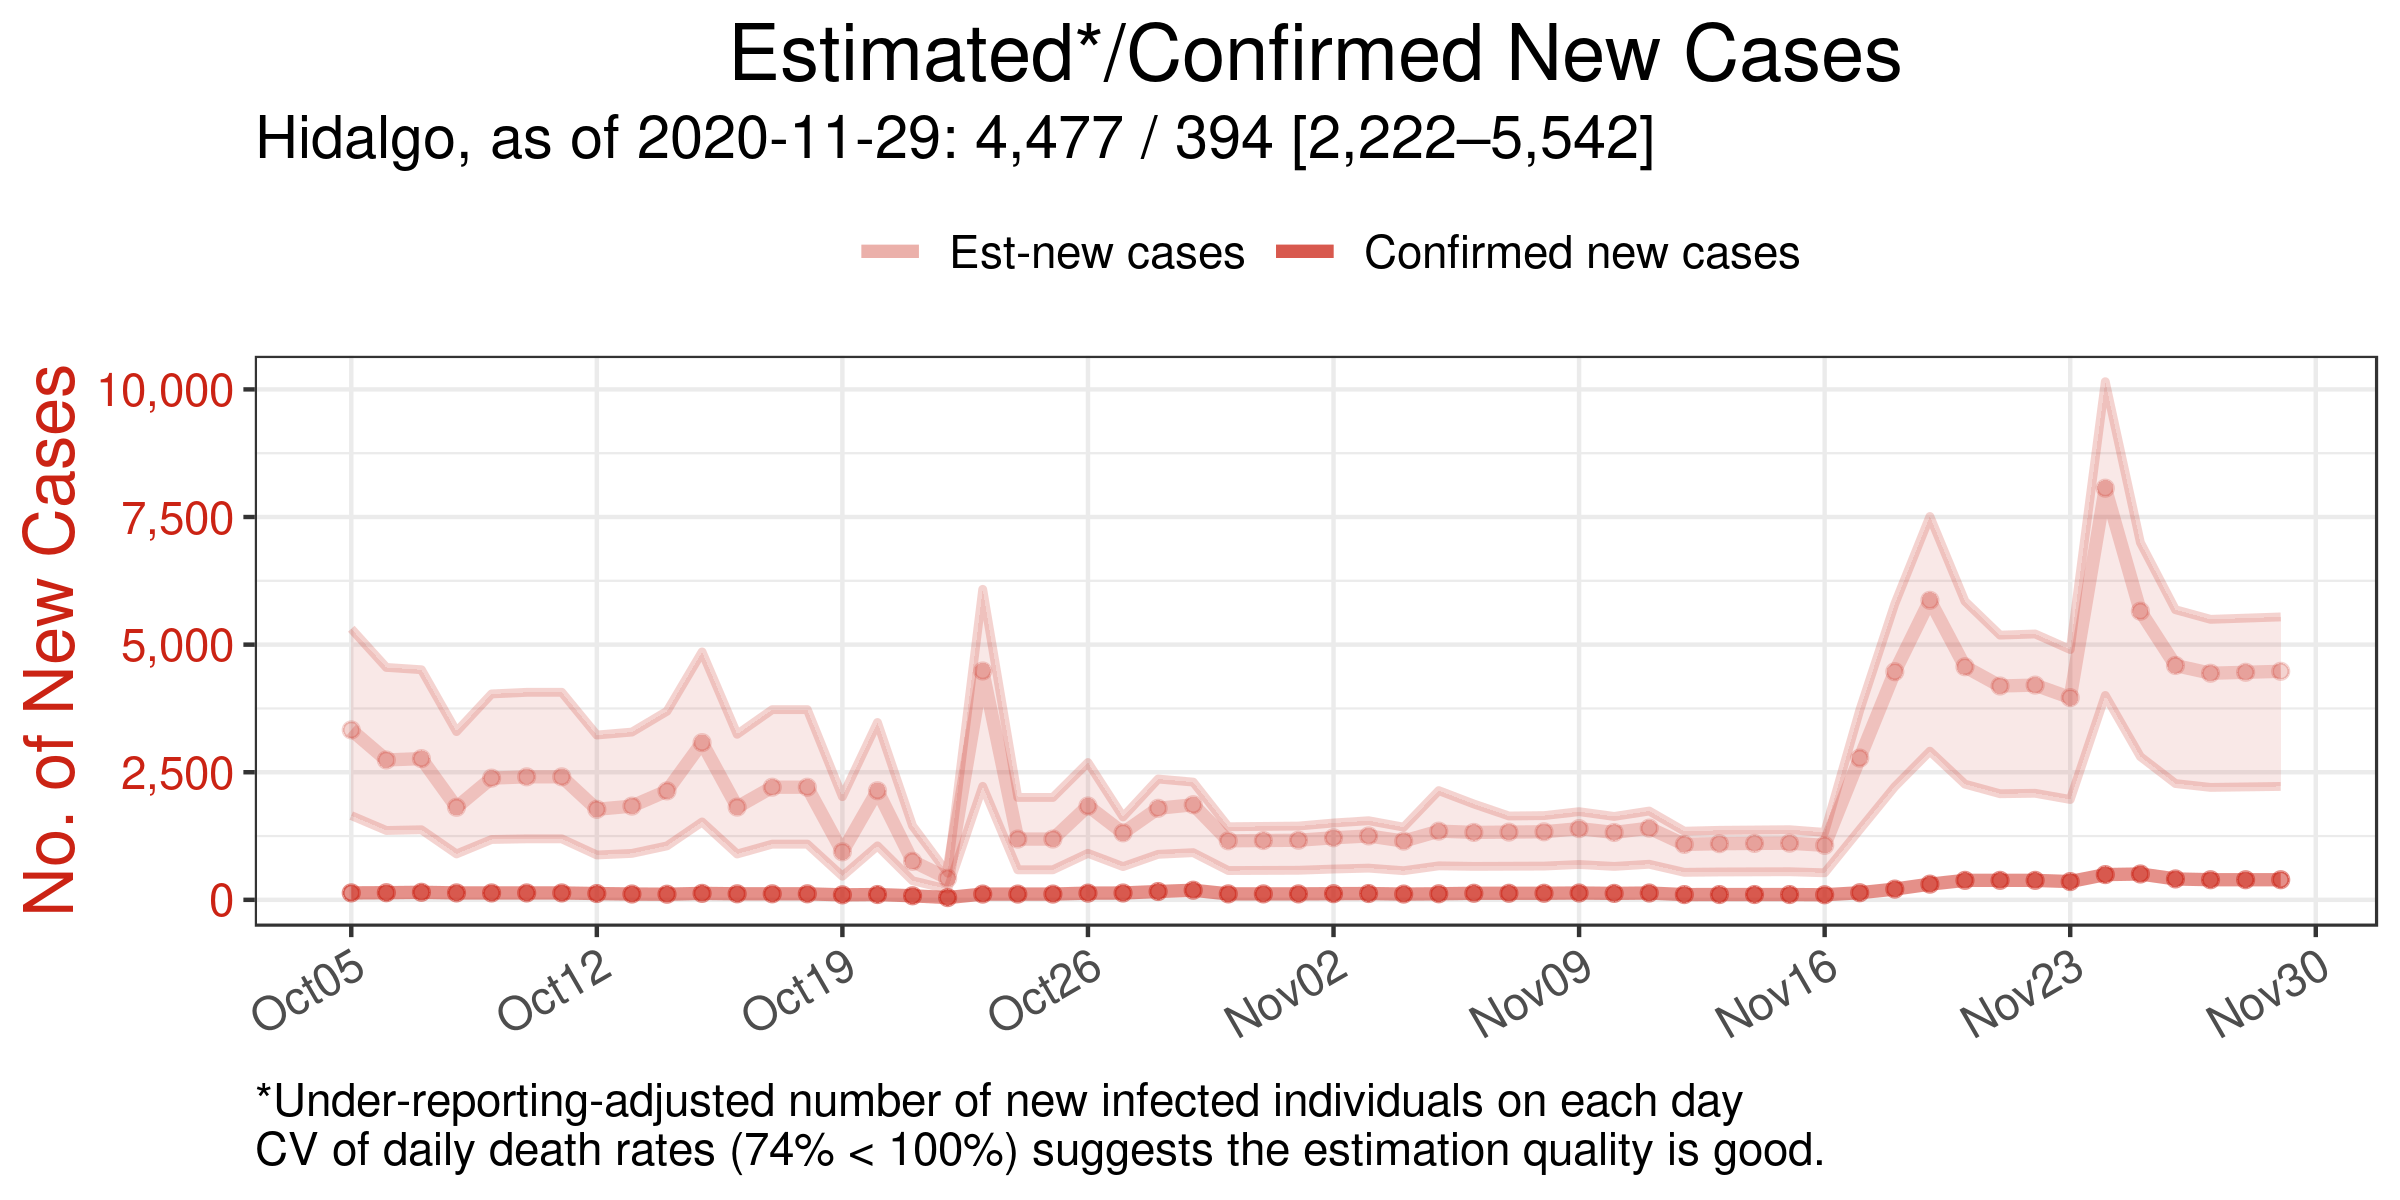 Estimated*/Confirmed New Cases
Hidalgo, as of 2020-11-29: 4,477 / 394 [2,222–5,542]
Est-new cases
Confirmed new cases
No. of New Cases
10,000
7,500
5,000
2,500
0
Oct05
Oct12
Oct19
Oct26
Nov02
Nov09
Nov16
Nov23
Nov30
*Under-reporting-adjusted number of new infected individuals on each day
CV of daily death rates (74% < 100%) suggests the estimation quality is good.